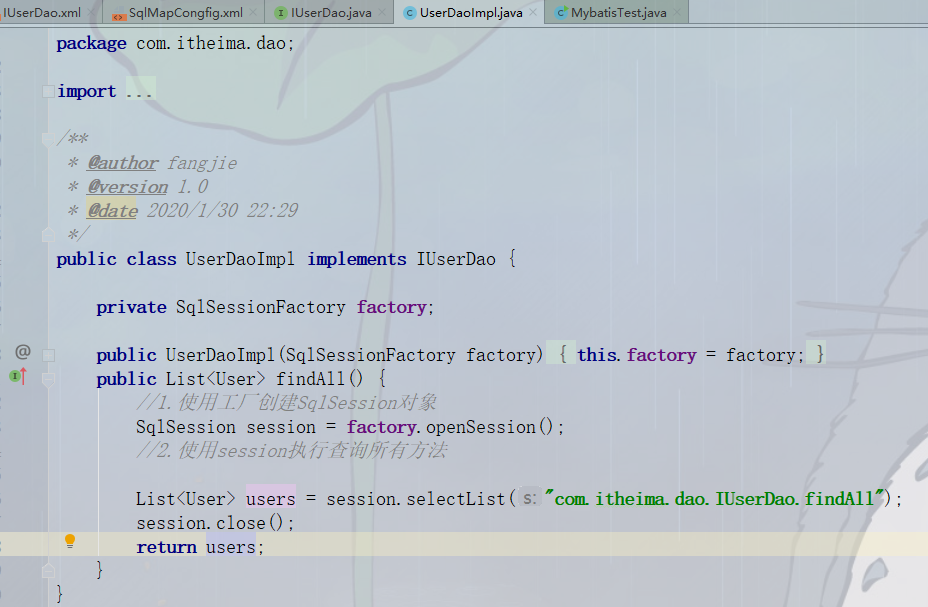 IUserDao.xml SqlMapCongfig.xml IUserDao.java UserDaoImpl.java MybatisTest.java
package com.itheima.dao;
import ...
/**
* @author fangjie
* @version 1.0
* @date 2020/1/30 22:29
*/
public class UserDaoImpl implements IUserDao {
private SqlSessionFactory factory;
public UserDaoImpl(SqlSessionFactory factory) { this.factory = factory; }
public List<User> findAll() {
//1.使用工厂创建SqlSession对象
SqlSession session = factory.openSession();
//2.使用session执行查询所有方法
List<User> users = session.selectList( s: "com.itheima.dao.IUserDao.findAll");
session.close();
return users;
}
}